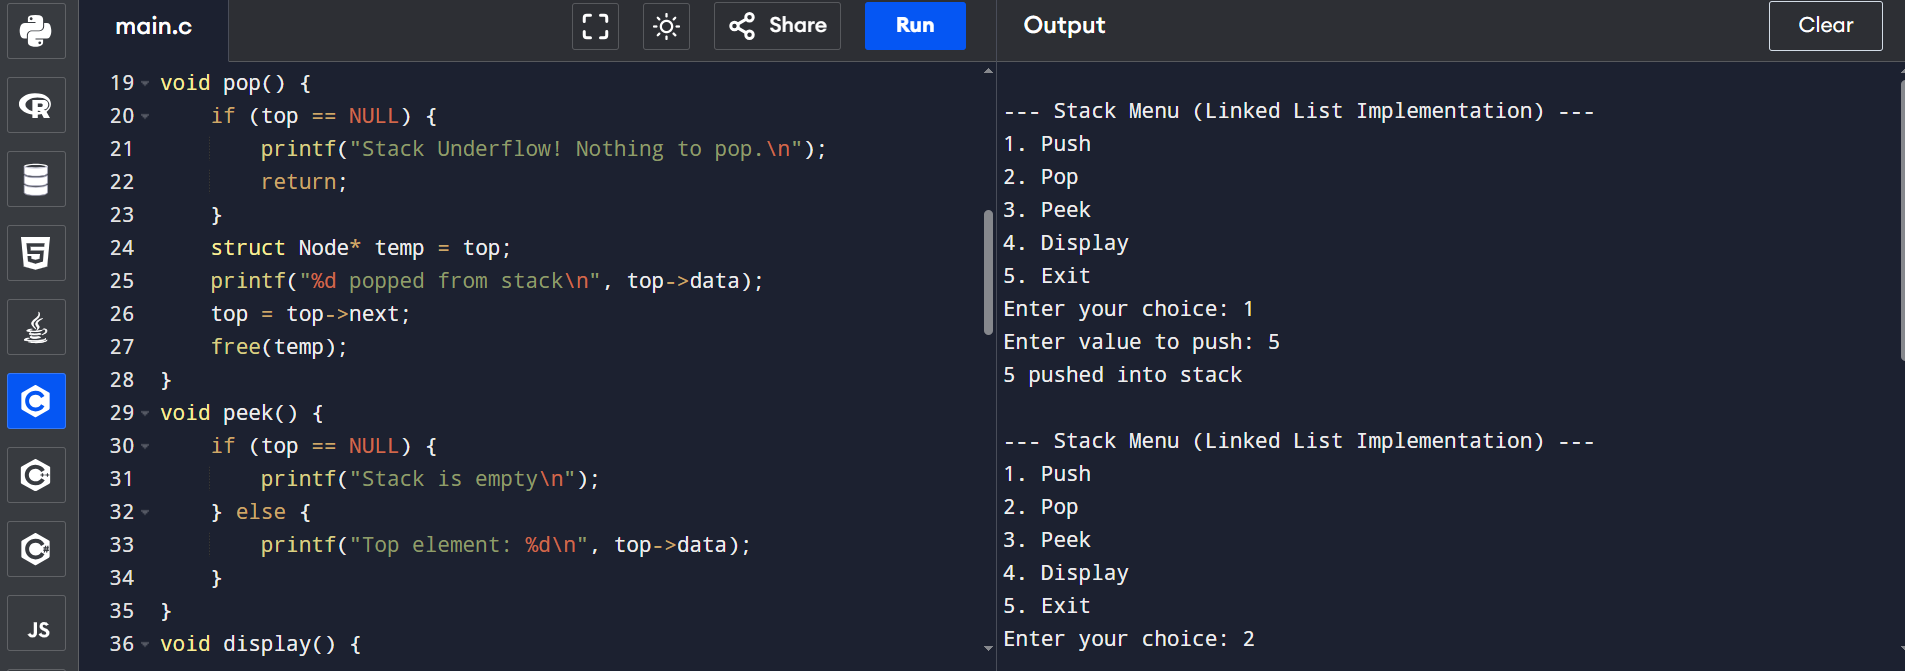 main.c
Share
Run
Output
Clear
19 void pop() {
20     if (top == NULL) {
21         printf("Stack Underflow! Nothing to pop.\n");
22         return;
23     }
24     struct Node* temp = top;
25     printf("%d popped from stack\n", top->data);
26     top = top->next;
27     free(temp);
28 }
29 void peek() {
30     if (top == NULL) {
31         printf("Stack is empty\n");
32     } else {
33         printf("Top element: %d\n", top->data);
34     }
35 }
36 void display() {
--- Stack Menu (Linked List Implementation) ---
1. Push
2. Pop
3. Peek
4. Display
5. Exit
Enter your choice: 1
Enter value to push: 5
5 pushed into stack
--- Stack Menu (Linked List Implementation) ---
1. Push
2. Pop
3. Peek
4. Display
5. Exit
Enter your choice: 2
R
5
C
C++
C#
JS